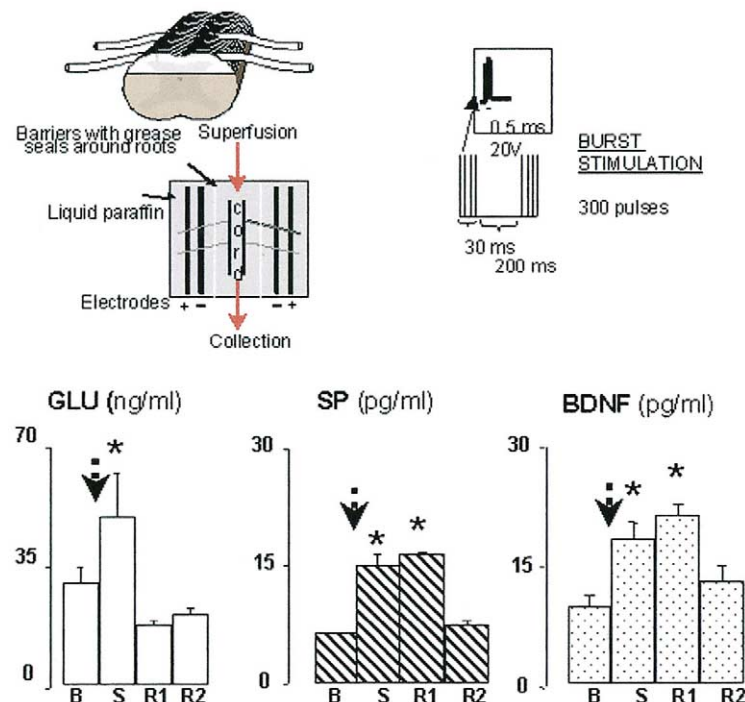 Barriers with grease
seals around roots
Superfusion
Liquid paraffin
cord
Electrodes + - - +
Collection
0.5 ms
20V
BURST
STIMULATION
300 pulses
30 ms
200 ms
GLU (ng/ml)
70
35
0
*
B S R1 R2
SP (pg/ml)
30
15
0
* *
B S R1 R2
BDNF (pg/ml)
30
15
0
* *
B S R1 R2